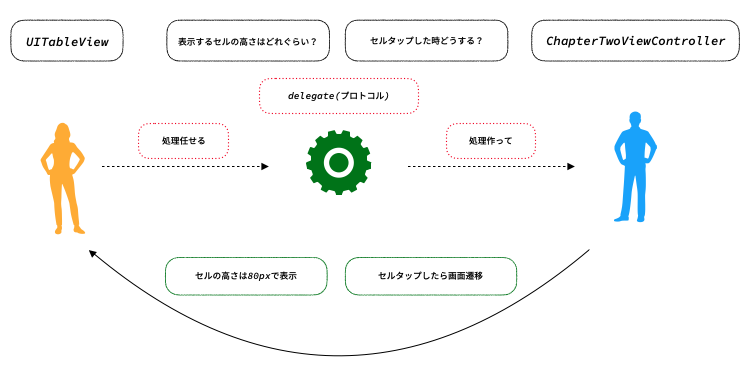 UITableView
表示するセルの高さはどれぐらい？
セルタップした時どうする？
ChapterTwoViewController
delegate(プロトコル)
処理任せる
処理作って
セルの高さは80pxで表示
セルタップしたら画面遷移